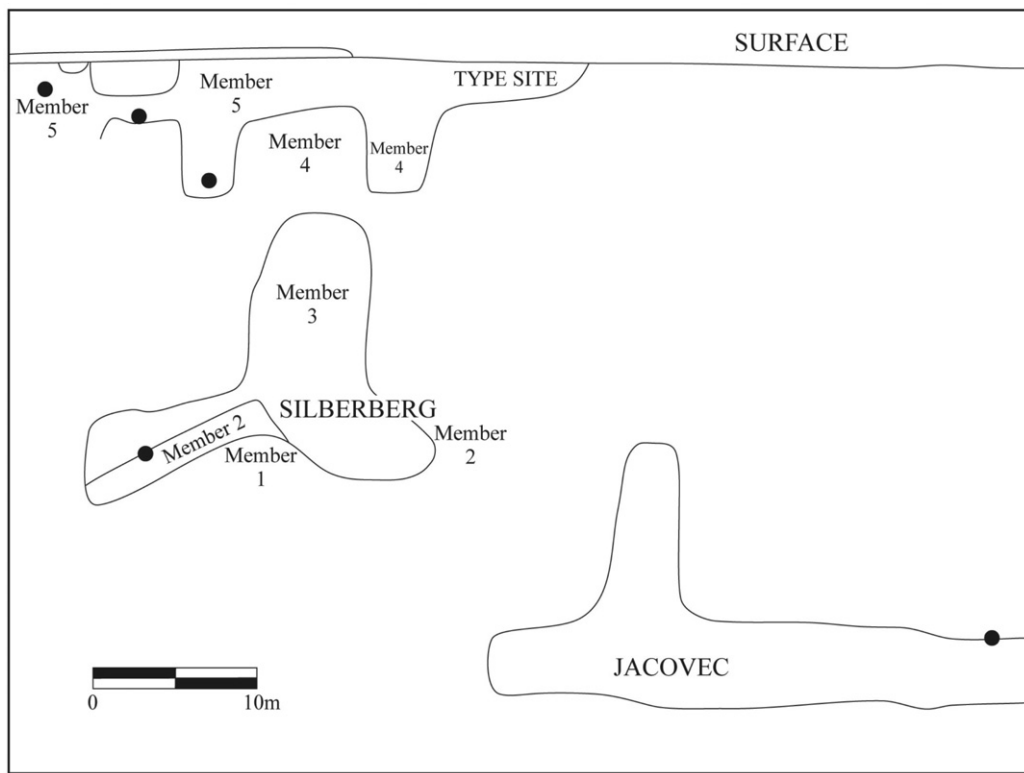 SURFACE
TYPE SITE
Member
5
Member
5
Member
4
Member
4
Member
3
SILBERBERG
Member 2
Member
2
Member
1
JACOVEC
0
10m